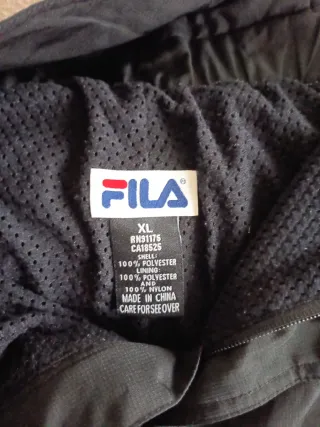 FILA
XL
RN91176
CA18525
SHELL:
100% POLYESTER
LINING:
100% POLYESTER
AND
100% NYLON
MADE IN CHINA
CARE FOR SEE OVER